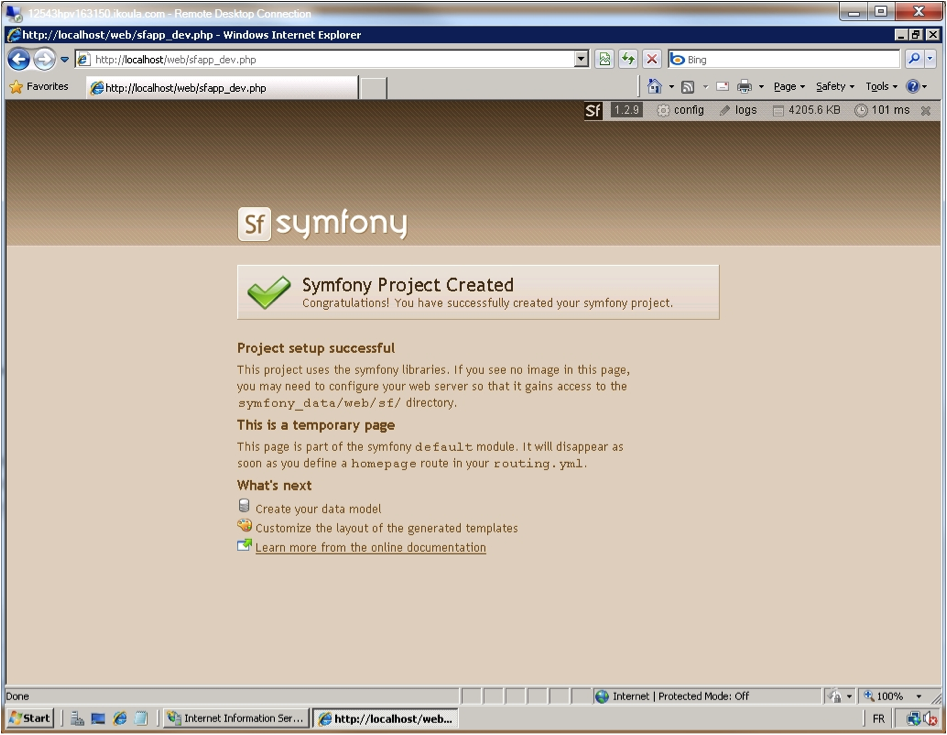 12543hpv163150.ikoula.com - Remote Desktop Connection
http://localhost/web/sfapp_dev.php - Windows Internet Explorer
http://localhost/web/sfapp_dev.php
Bing
Favorites
http://localhost/web/sfapp_dev.php
Page
Safety
Tools
Sf 1.2.9 config logs 4205.6 KB 101 ms
Sf symfony
Symfony Project Created
Congratulations! You have successfully created your symfony project.
Project setup successful
This project uses the symfony libraries. If you see no image in this page,
you may need to configure your web server so that it gains access to the
symfony_data/web/sf/ directory.
This is a temporary page
This page is part of the symfony default module. It will disappear as
soon as you define a homepage route in your routing.yml.
What's next
Create your data model
Customize the layout of the generated templates
Learn more from the online documentation
Done
Internet | Protected Mode: Off
100%
Start
Internet Information Ser...
http://localhost/web...
FR